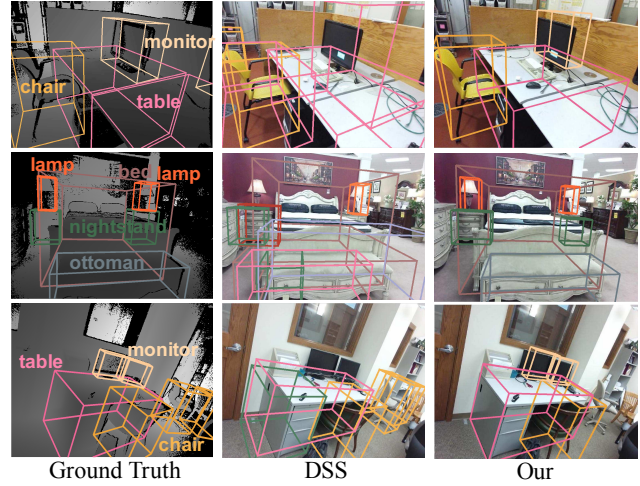 monitor
chair
table
lamp
bed
lamp
nightstand
ottoman
table
monitor
chair
Ground Truth
DSS
Our